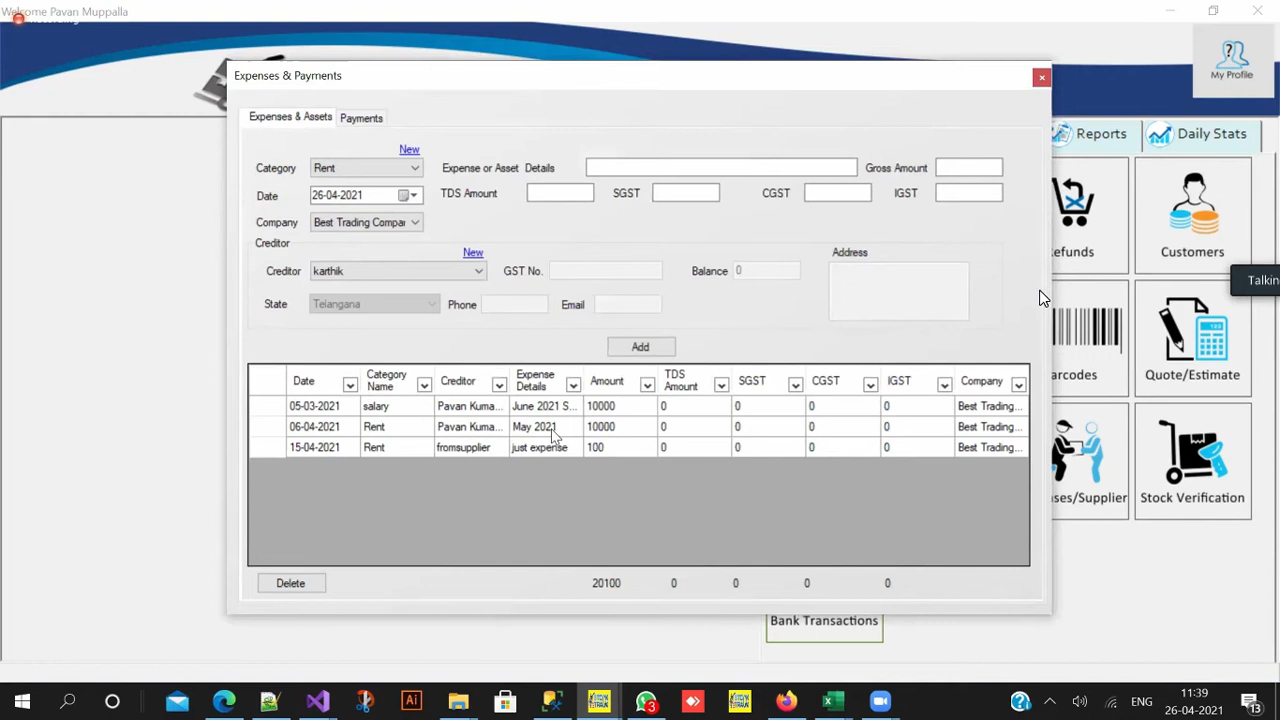 Welcome Pavan Muppalla
My Profile
Expenses & Payments
Expenses & Assets
Payments
Reports
Daily Stats
New
Category
Rent
Expense or Asset Details
Gross Amount
Date
26-04-2021
TDS Amount
SGST
CGST
IGST
Company
Best Trading Compar
Creditor
New
Address
Creditor
karthik
GST No.
Balance
0
State
Telangana
Phone
Email
Add
efunds
Customers
Talkin
Date Category Name Creditor Expense Details Amount TDS Amount SGST CGST IGST Company
05-03-2021 salary Pavan Kuma... June 2021 S... 10000 0 0 0 0 Best Trading...
06-04-2021 Rent Pavan Kuma... May 2021 10000 0 0 0 0 Best Trading...
15-04-2021 Rent fromsupplier just expense 100 0 0 0 0 Best Trading...
arcodes
Quote/Estimate
ses/Supplier
Stock Verification
Delete
20100 0 0 0 0
Bank Transactions
Ai
3
ENG
11:39
26-04-2021
13